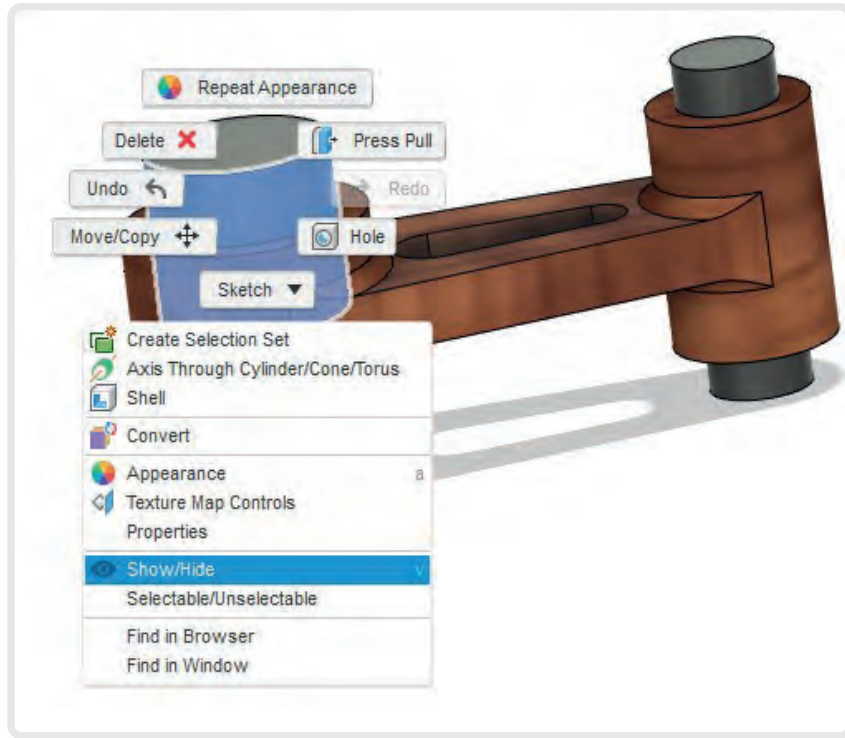 Repeat Appearance
Delete
Press Pull
Undo
Redo
Move/Copy
Hole
Sketch
Create Selection Set
Axis Through Cylinder/Cone/Torus
Shell
Convert
Appearance a
Texture Map Controls
Properties
Show/Hide v
Selectable/Unselectable
Find in Browser
Find in Window